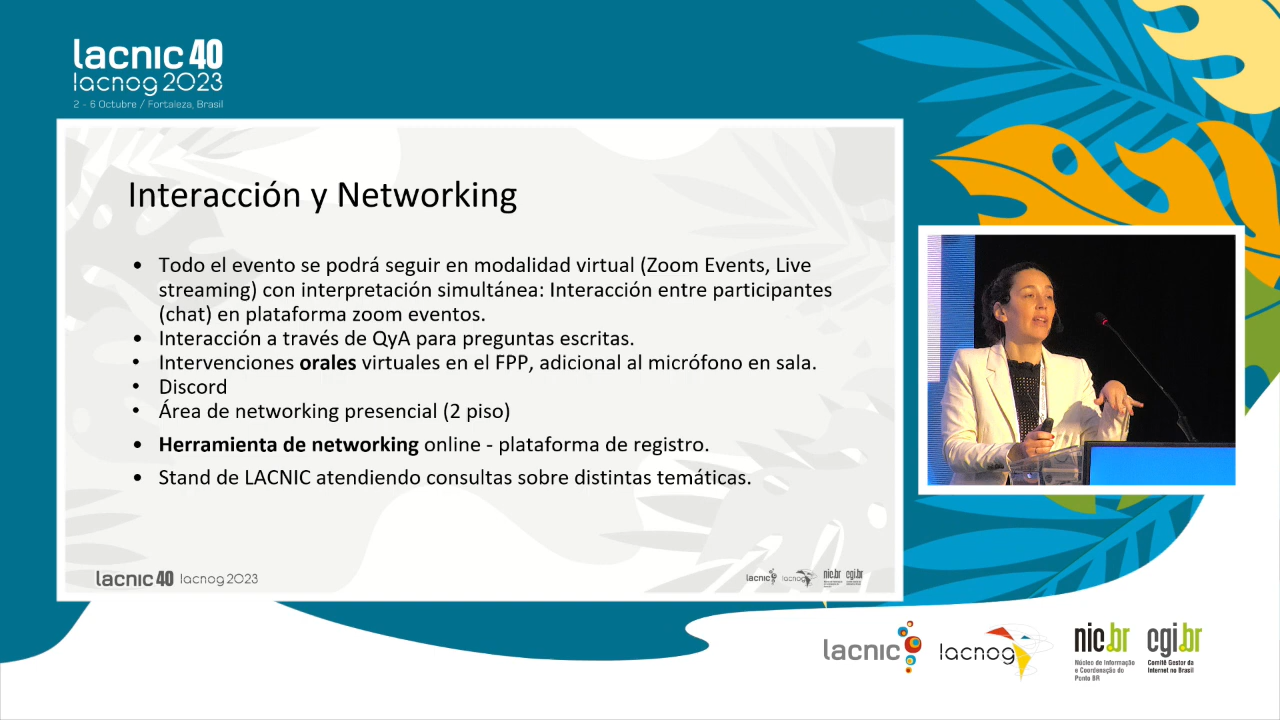 lacnic 40
lacnog 2023
2 - 6 Octubre / Fortaleza, Brasil
Interacción y Networking
• Todo el evento se podrá seguir en modalidad virtual (Zoom Events, Live
streaming) con interpretación simultánea: Interacción entre participantes
(chat) en plataforma zoom eventos.
• Interacción a través de QyA para preguntas escritas.
• Intervenciones orales virtuales en el FPP, adicional al micrófono en sala.
• Discord
• Área de networking presencial (2 piso)
• Herramienta de networking online - plataforma de registro.
• Stand de LACNIC atendiendo consultas sobre distintas temáticas.
lacnic 40 lacnog 2023
lacnic lacnog nic.br cgi.br
lacnic
lacnog
nic.br
Núcleo de Informação
e Coordenação do
Ponto BR
cgi.br
Comitê Gestor da
Internet no Brasil